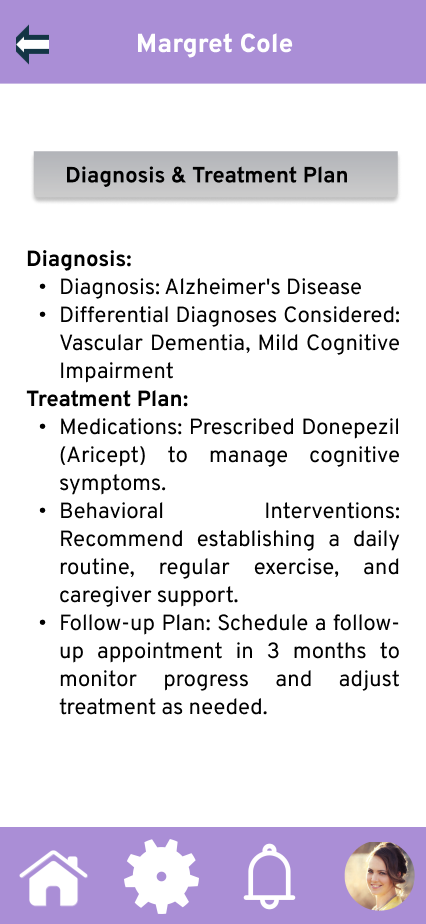 Margret Cole
Diagnosis & Treatment Plan
Diagnosis:
• Diagnosis: Alzheimer's Disease
• Differential Diagnoses Considered:
Vascular Dementia, Mild Cognitive
Impairment
Treatment Plan:
• Medications: Prescribed Donepezil
(Aricept) to manage cognitive
symptoms.
• Behavioral Interventions:
Recommend establishing a daily
routine, regular exercise, and
caregiver support.
• Follow-up Plan: Schedule a follow-
up appointment in 3 months to
monitor progress and adjust
treatment as needed.